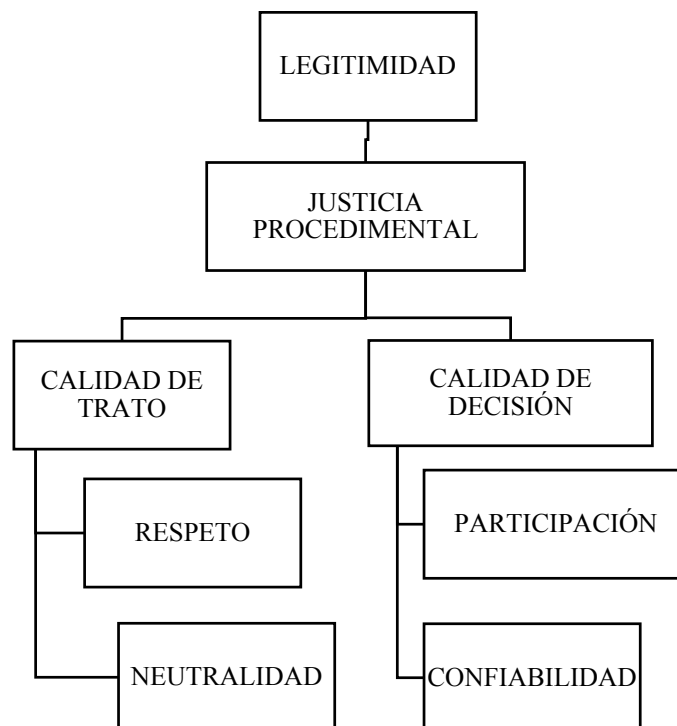 LEGITIMIDAD
JUSTICIA
PROCEDIMENTAL
CALIDAD DE
TRATO
CALIDAD DE
DECISIÓN
RESPETO
PARTICIPACIÓN
NEUTRALIDAD
CONFIABILIDAD